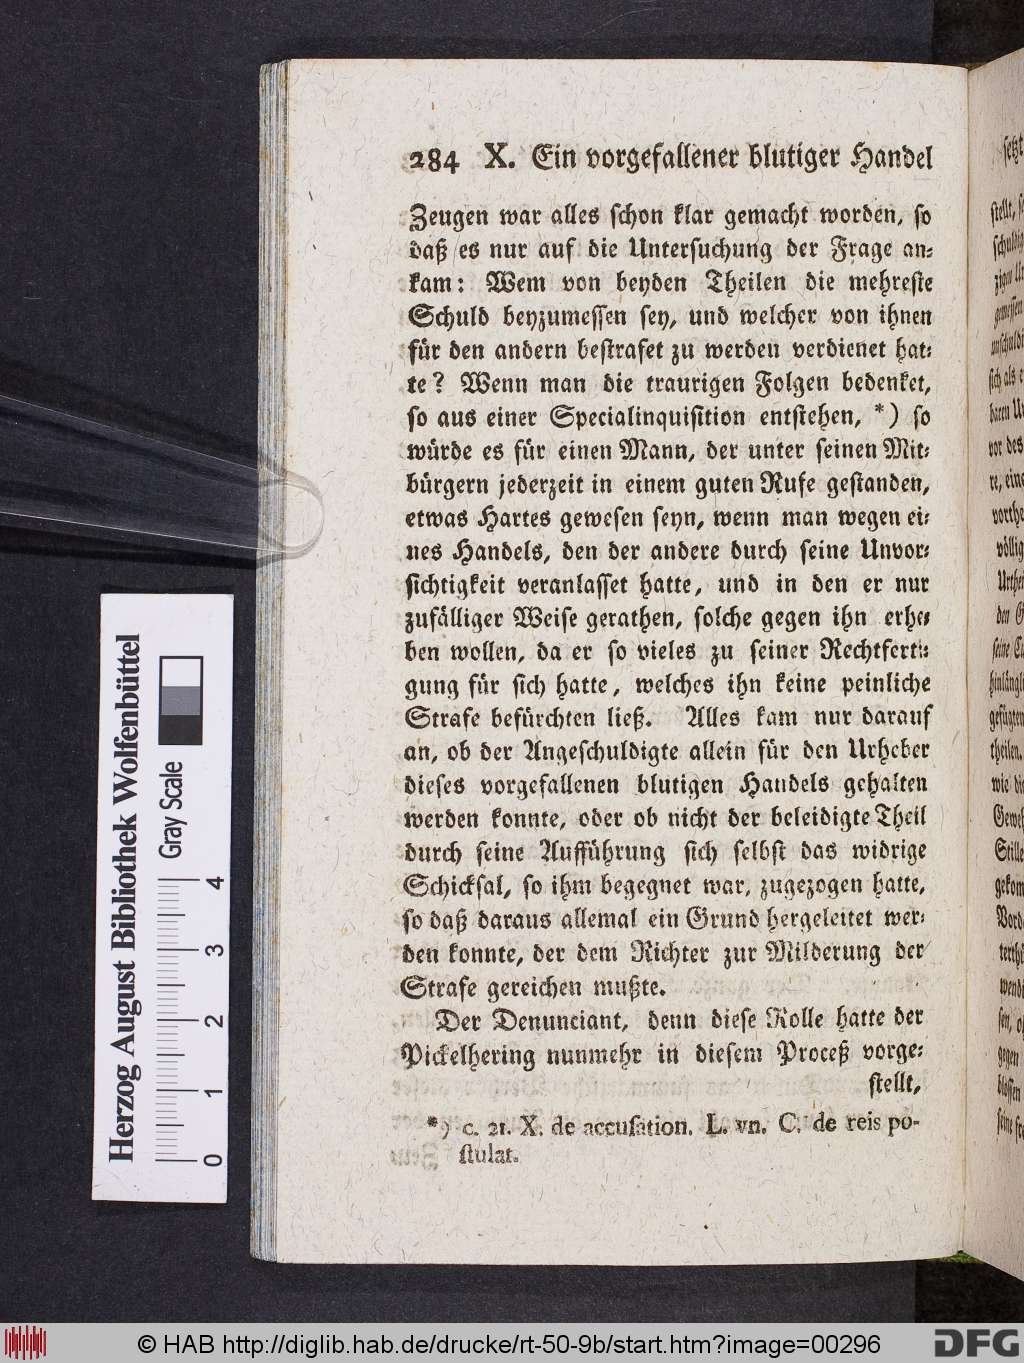 284 X. Ein vorgefallener blutiger Handel
Zeugen war alles schon klar gemacht worden, so
daß es nur auf die Untersuchung der Frage an-
kam: Wem von beyden Theilen die mehreste
Schuld beyzumessen sey, und welcher von ihnen
für den andern bestrafet zu werden verdienet hat-
te? Wenn man die traurigen Folgen bedenket,
so aus einer Specialinquisition entstehen, *) so
würde es für einen Mann, der unter seinen Mit-
bürgern jederzeit in einem guten Rufe gestanden,
etwas Hartes gewesen seyn, wenn man wegen ei-
nes Handels, den der andere durch seine Unvor-
sichtigkeit veranlasset hatte, und in den er nur
zufälliger Weise gerathen, solche gegen ihn erhe-
ben wollen, da er so vieles zu seiner Rechtferti-
gung für sich hatte, welches ihn keine peinliche
Strafe befürchten ließ. Alles kam nur darauf
an, ob der Angeschuldigte allein für den Urheber
dieses vorgefallenen blutigen Handels gehalten
werden konnte, oder ob nicht der beleidigte Theil
durch seine Aufführung sich selbst das widrige
Schicksal, so ihm begegnet war, zugezogen hatte,
so daß daraus allemal ein Grund hergeleitet wer-
den konnte, der dem Richter zur Milderung der
Strafe gereichen mußte.
Der Denunciant, denn diese Rolle hatte der
Pickelhering nunmehr in diesem Proceß vorge-
stellt,
*) c. 21. X. de accusation. L. vn. C. de reis po-
stulat.
Herzog August Bibliothek Wolfenbüttel
Gray Scale
0 1 2 3 4
© HAB http://diglib.hab.de/drucke/rt-50-9b/start.htm?image=00296
DFG